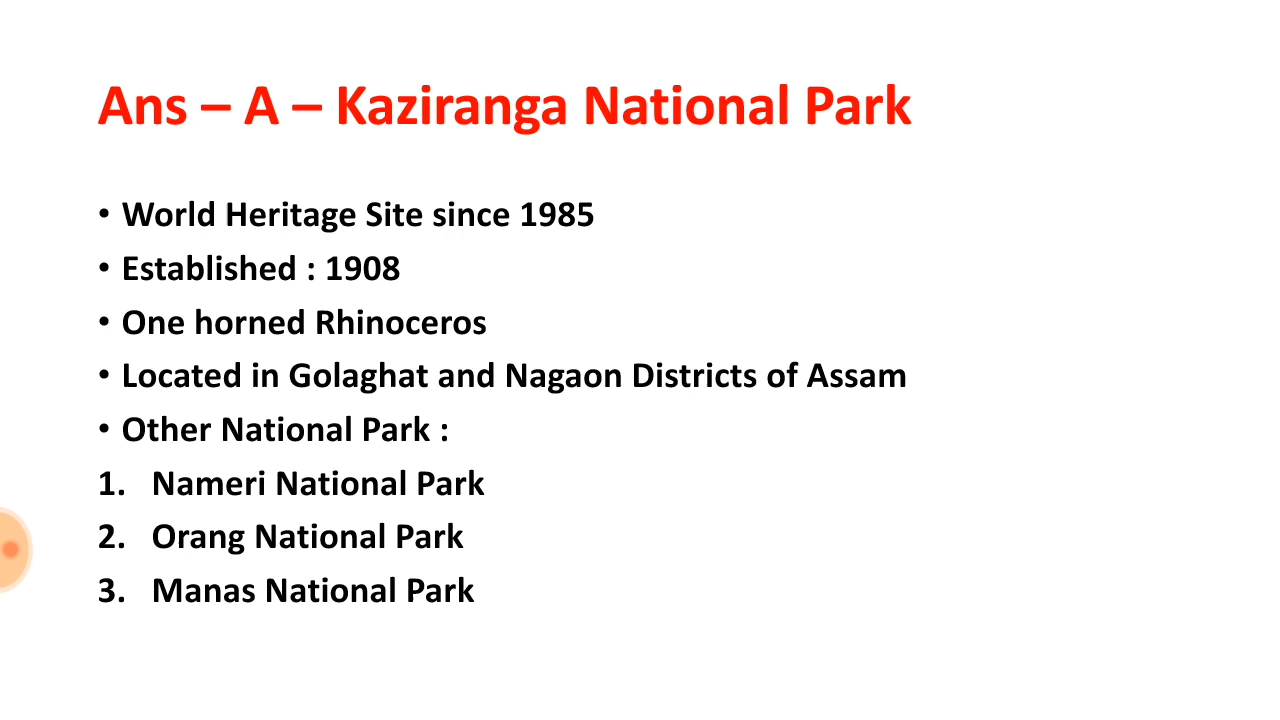 Ans – A – Kaziranga National Park
• World Heritage Site since 1985
• Established : 1908
• One horned Rhinoceros
• Located in Golaghat and Nagaon Districts of Assam
• Other National Park :
1. Nameri National Park
2. Orang National Park
3. Manas National Park